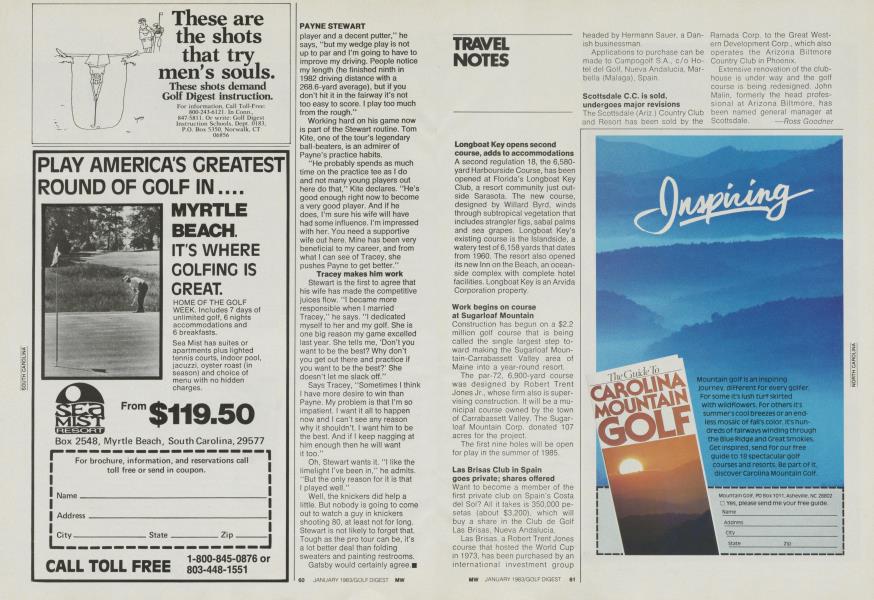 These are
the shots
that try
men's souls.
These shots demand
Golf Digest instruction.
For information, Call Toll-Free:
800-243-6121. In Conn.,
847-5811. Or write: Golf Digest
Instruction Schools, Dept. 0183,
P.O. Box 5350, Norwalk, CT
06856
SOUTH CAROLINA
PLAY AMERICA'S GREATEST
ROUND OF GOLF IN ....
MYRTLE
BEACH.
IT'S WHERE
GOLFING IS
GREAT.
HOME OF THE GOLF
WEEK. Includes 7 days of
unlimited golf, 6 nights
accommodations and
6 breakfasts.
Sea Mist has suites or
apartments plus lighted
tennis courts, indoor pool,
jacuzzi, oyster roast (in
season) and choice of
menu with no hidden
charges.
SEA
MIST
RESORT
From $119.50
Box 2548, Myrtle Beach, South Carolina, 29577
For brochure, information, and reservations call
toll free or send in coupon.
Name
Address
City State Zip
CALL TOLL FREE 1-800-845-0876 or
803-448-1551
PAYNE STEWART
player and a decent putter," he
says, "but my wedge play is not
up to par and I'm going to have to
improve my driving. People notice
my length (he finished ninth in
1982 driving distance with a
268.6-yard average), but if you
don't hit it in the fairway it's not
too easy to score. I play too much
from the rough."
Working hard on his game now
is part of the Stewart routine. Tom
Kite, one of the tour's legendary
ball-beaters, is an admirer of
Payne's practice habits.
"He probably spends as much
time on the practice tee as I do
and not many young players out
here do that," Kite declares. "He's
good enough right now to become
a very good player. And if he
does, I'm sure his wife will have
had some influence. I'm impressed
with her. You need a supportive
wife out here. Mine has been very
beneficial to my career, and from
what I can see of Tracey, she
pushes Payne to get better."
Tracey makes him work
Stewart is the first to agree that
his wife has made the competitive
juices flow. "I became more
responsible when I married
Tracey," he says. "I dedicated
myself to her and my golf. She is
one big reason my game excelled
last year. She tells me, 'Don't you
want to be the best? Why don't
you get out there and practice if
you want to be the best?' She
doesn't let me slack off."
Says Tracey, "Sometimes I think
I have more desire to win than
Payne. My problem is that I'm so
impatient. I want it all to happen
now and I can't see any reason
why it shouldn't. I want him to be
the best. And if I keep nagging at
him enough then he will want
it too."
Oh, Stewart wants it. "I like the
limelight I've been in," he admits.
"But the only reason for it is that
I played well."
Well, the knickers did help a
little. But nobody is going to come
out to watch a guy in knickers
shooting 80, at least not for long.
Stewart is not likely to forget that.
Tough as the pro tour can be, it's
a lot better deal than folding
sweaters and painting restrooms.
Gatsby would certainly agree.■
60 JANUARY 1983/GOLF DIGEST MW
TRAVEL
NOTES
Longboat Key opens second
course, adds to accommodations
A second regulation 18, the 6,580-
yard Harbourside Course, has been
opened at Florida's Longboat Key
Club, a resort community just out-
side Sarasota. The new course,
designed by Willard Byrd, winds
through subtropical vegetation that
includes strangler figs, sabal palms
and sea grapes. Longboat Key's
existing course is the Islandside, a
watery test of 6,158 yards that dates
from 1960. The resort also opened
its new Inn on the Beach, an ocean-
side complex with complete hotel
facilities. Longboat Key is an Arvida
Corporation property.
Work begins on course
at Sugarloaf Mountain
Construction has begun on a $2.2
million golf course that is being
called the single largest step to-
ward making the Sugarloaf Moun-
tain-Carrabassett Valley area of
Maine into a year-round resort.
The par-72, 6,900-yard course
was designed by Robert Trent
Jones Jr., whose firm also is super-
vising construction. It will be a mu-
nicipal course owned by the town
of Carrabassett Valley. The Sugar-
loaf Mountain Corp. donated 107
acres for the project.
The first nine holes will be open
for play in the summer of 1985.
Las Brisas Club in Spain
goes private; shares offered
Want to become a member of the
first private club on Spain's Costa
del Sol? All it takes is 350,000 pe-
setas (about $3,200), which will
buy a share in the Club de Golf
Las Brisas, Nueva Andalucia.
Las Brisas, a Robert Trent Jones
course that hosted the World Cup
in 1973, has been purchased by an
international investment group
headed by Hermann Sauer, a Dan-
ish businessman.
Applications to purchase can be
made to Campogolf S.A., c/o Ho-
tel del Golf, Nueva Andalucia, Mar-
bella (Malaga), Spain.
Scottsdale C.C. is sold,
undergoes major revisions
The Scottsdale (Ariz.) Country Club
and Resort has been sold by the
Ramada Corp. to the Great West-
ern Development Corp., which also
operates the Arizona Biltmore
Country Club in Phoenix.
Extensive renovation of the club-
house is under way and the golf
course is being redesigned. John
Malin, formerly the head profes-
sional at Arizona Biltmore, has
been named general manager at
Scottsdale. —Ross Goodner
Inspiring
The Guide To
CAROLINA
MOUNTAIN
GOLF
Mountain golf is an inspiring
journey, different for every golfer.
For some it's lush turf skirted
with wildflowers. For others it's
summer's cool breezes or an end-
less mosaic of fall's color. It's hun-
dreds of fairways winding through
the Blue Ridge and Great Smokies.
Get inspired, send for our free
guide to 18 spectacular golf
courses and resorts. Be part of it,
discover Carolina Mountain Golf.
Mountain Golf, PO Box 1011, Asheville, NC 28802
☐ Yes, please send me your free guide.
Name
Address
City
State Zip
NORTH CAROLINA
MW JANUARY 1983/GOLF DIGEST 61